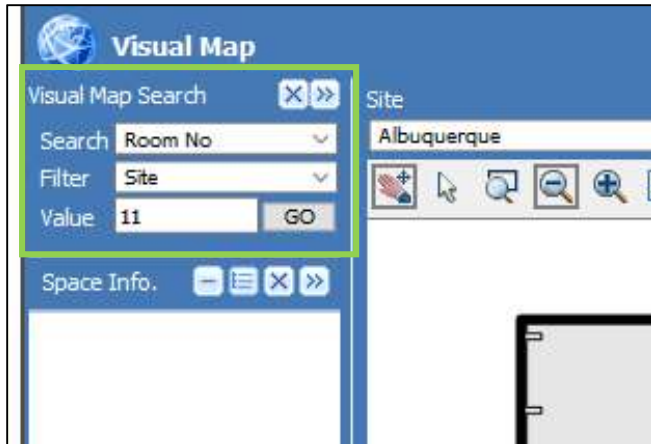 Visual Map
Visual Map Search
Search Room No
Filter Site
Value 11 GO
Space Info.
Site
Albuquerque